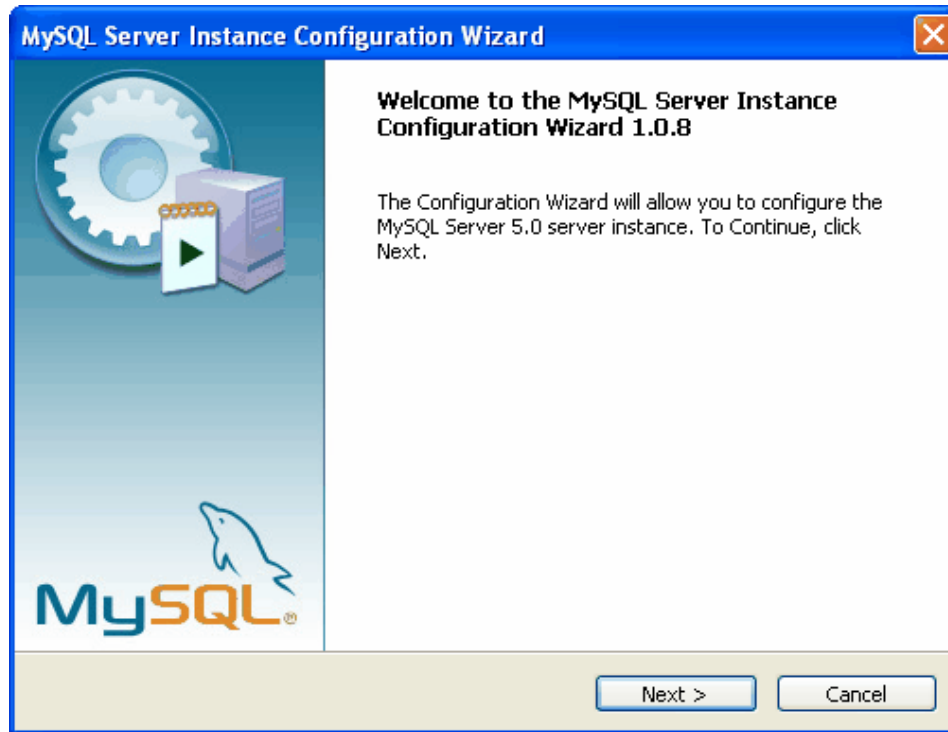 MySQL Server Instance Configuration Wizard
Welcome to the MySQL Server Instance
Configuration Wizard 1.0.8
The Configuration Wizard will allow you to configure the
MySQL Server 5.0 server instance. To Continue, click
Next.
MySQL®
Next >
Cancel